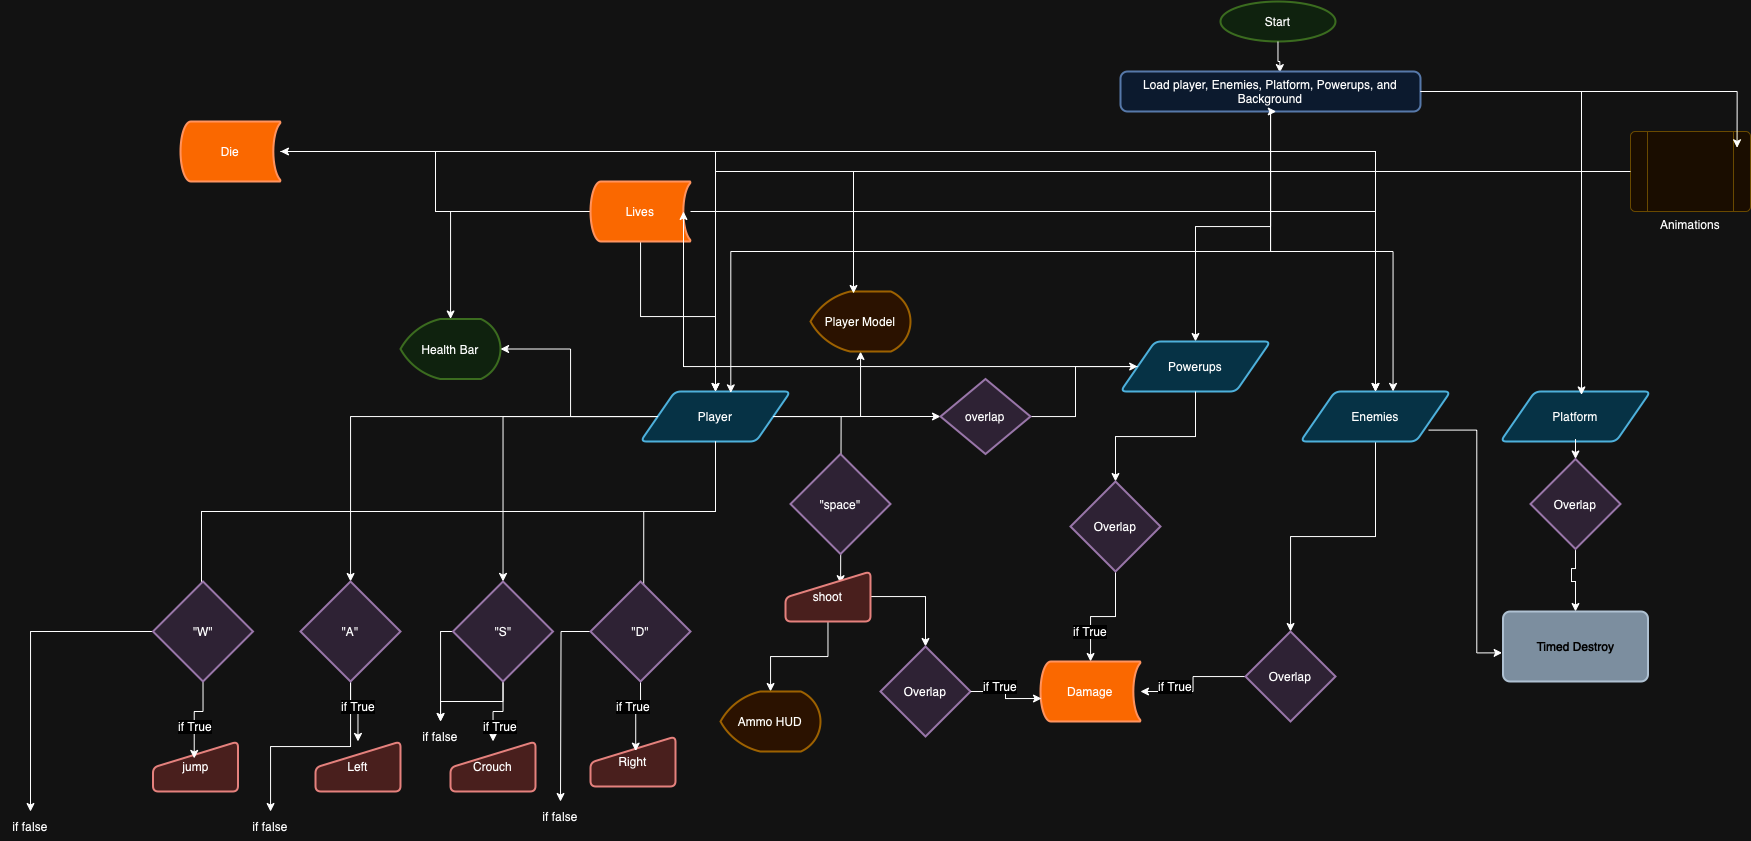 Start
Load player, Enemies, Platform, Powerups, and
Background
Die
Lives
Animations
Player Model
Health Bar
Powerups
Player
overlap
Enemies
Platform
"space"
Overlap
Overlap
shoot
"W"
"A"
"S"
"D"
if True
Timed Destroy
Overlap
Overlap
if True
Damage
if True
if True
if True
Ammo HUD
if True
if True
if false
jump
Left
Crouch
Right
if false
if false
if false